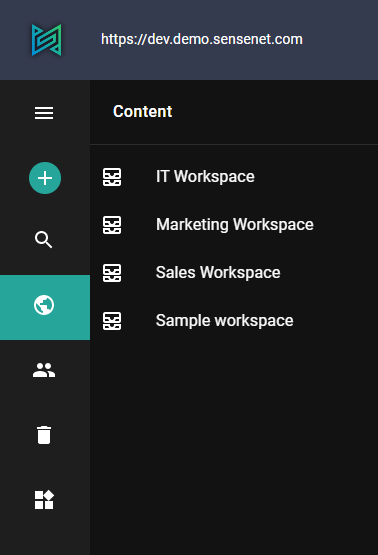 https://dev.demo.sensenet.com
Content
IT Workspace
Marketing Workspace
Sales Workspace
Sample workspace